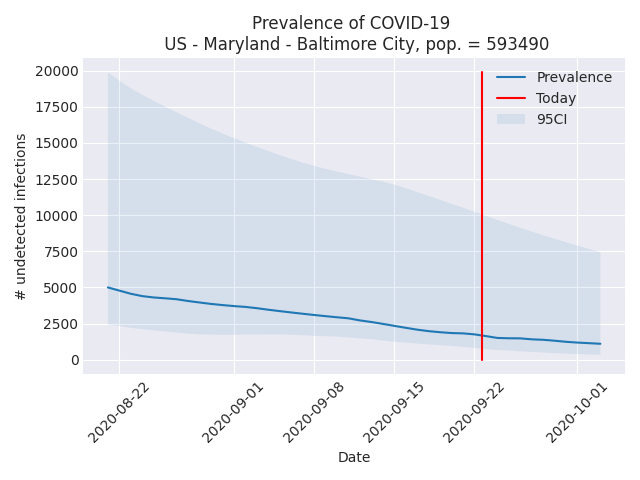 Prevalence of COVID-19
US - Maryland - Baltimore City, pop. = 593490
20000
17500
15000
12500
10000
7500
5000
2500
0
# undetected infections
Prevalence
Today
95CI
2020-08-22
2020-09-01
2020-09-08
2020-09-15
2020-09-22
2020-10-01
Date